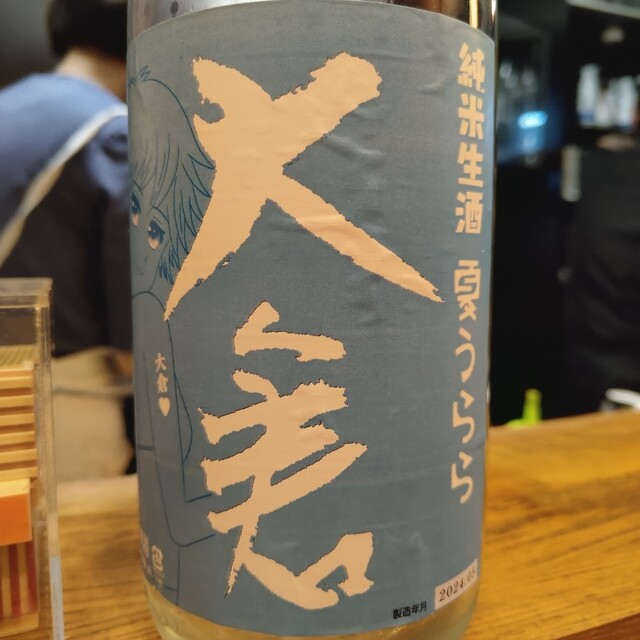 純米生酒 夏うらら
大倉
大倉♥
製造年月 2024.05